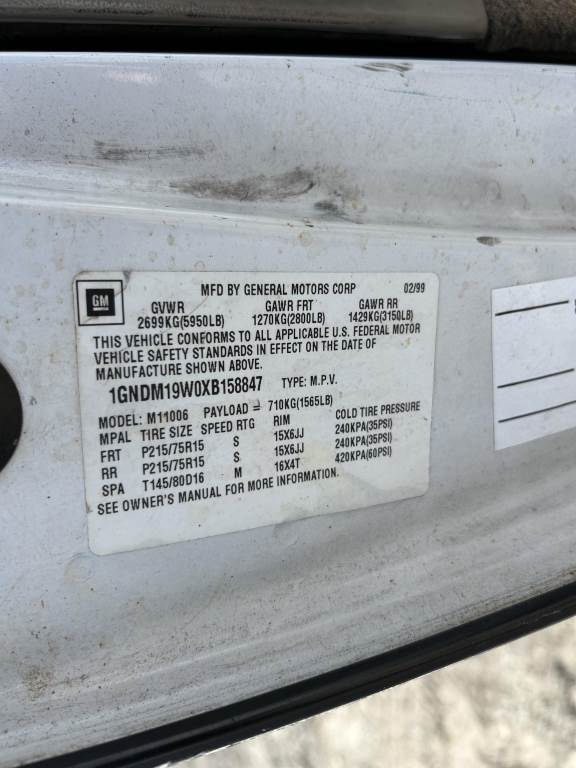 GM
MFD BY GENERAL MOTORS CORP 02/99
GVWR GAWR FRT GAWR RR
2699KG(5950LB) 1270KG(2800LB) 1429KG(3150LB)
THIS VEHICLE CONFORMS TO ALL APPLICABLE U.S. FEDERAL MOTOR
VEHICLE SAFETY STANDARDS IN EFFECT ON THE DATE OF
MANUFACTURE SHOWN ABOVE.
1GNDM19W0XB158847 TYPE: M.P.V.
MODEL: M11006 PAYLOAD = 710KG(1565LB)
MPAL TIRE SIZE SPEED RTG RIM COLD TIRE PRESSURE
FRT P215/75R15 S 15X6JJ 240KPA(35PSI)
RR P215/75R15 S 15X6JJ 240KPA(35PSI)
SPA T145/80D16 M 16X4T 420KPA(60PSI)
SEE OWNER'S MANUAL FOR MORE INFORMATION.